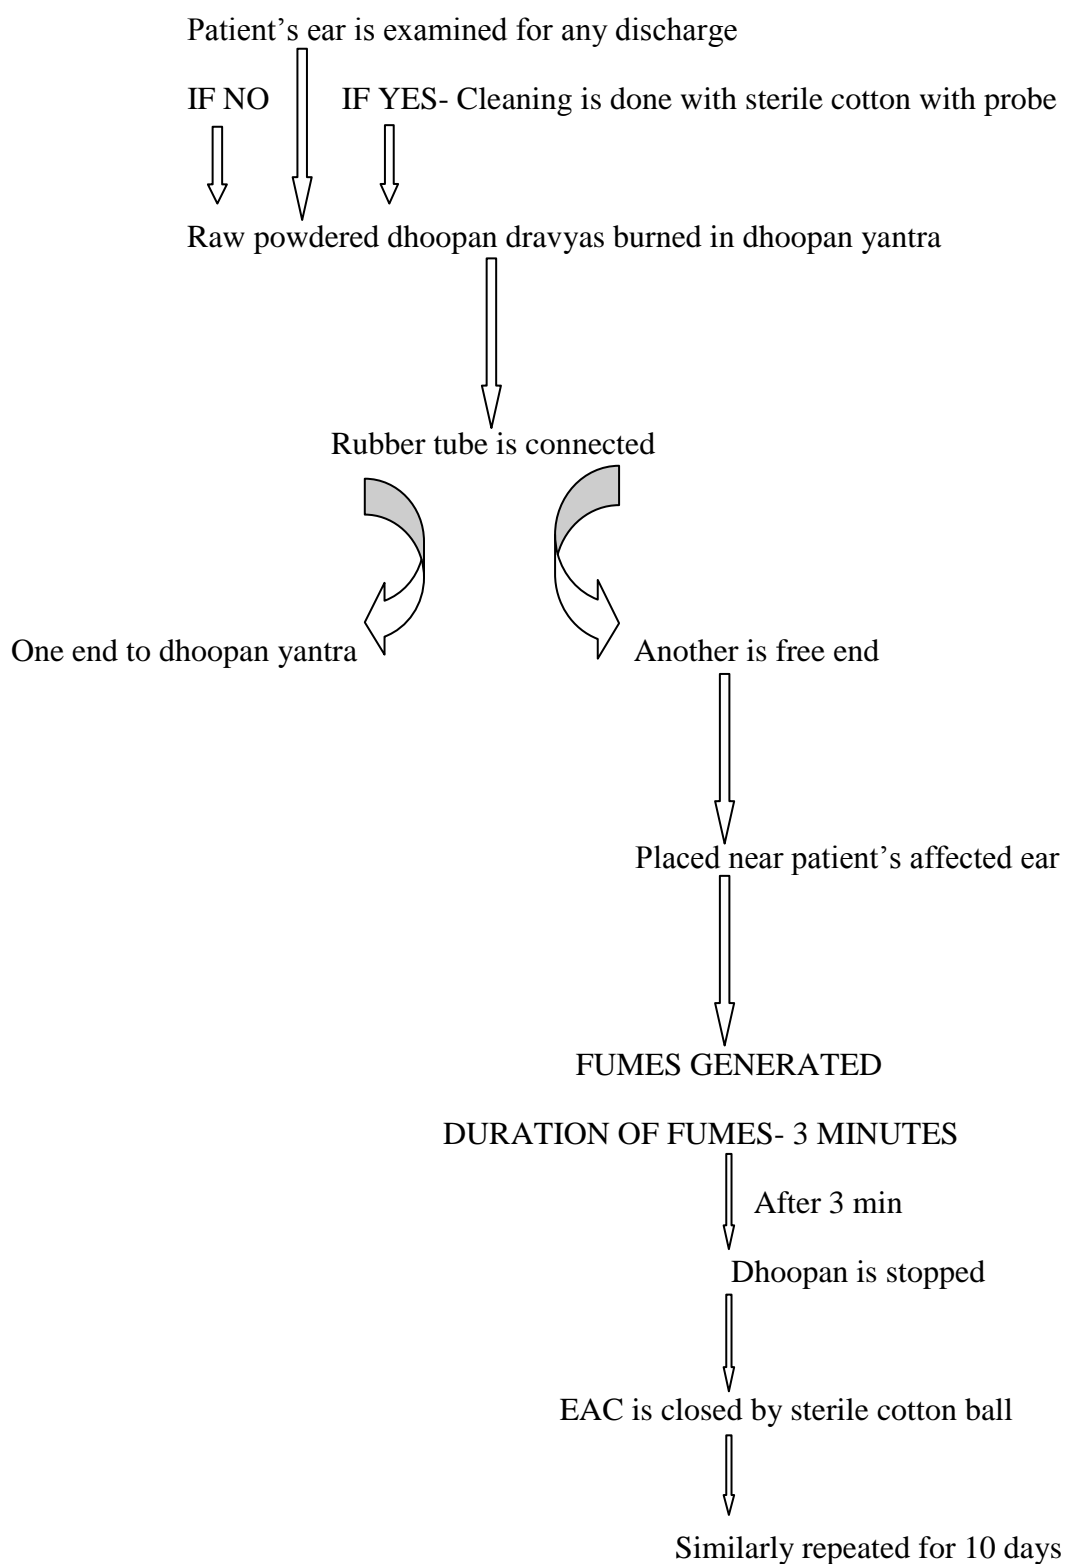 Patient’s ear is examined for any discharge
IF NO
IF YES- Cleaning is done with sterile cotton with probe
Raw powdered dhoopan dravyas burned in dhoopan yantra
Rubber tube is connected
One end to dhoopan yantra
Another is free end
Placed near patient’s affected ear
FUMES GENERATED
DURATION OF FUMES- 3 MINUTES
After 3 min
Dhoopan is stopped
EAC is closed by sterile cotton ball
Similarly repeated for 10 days